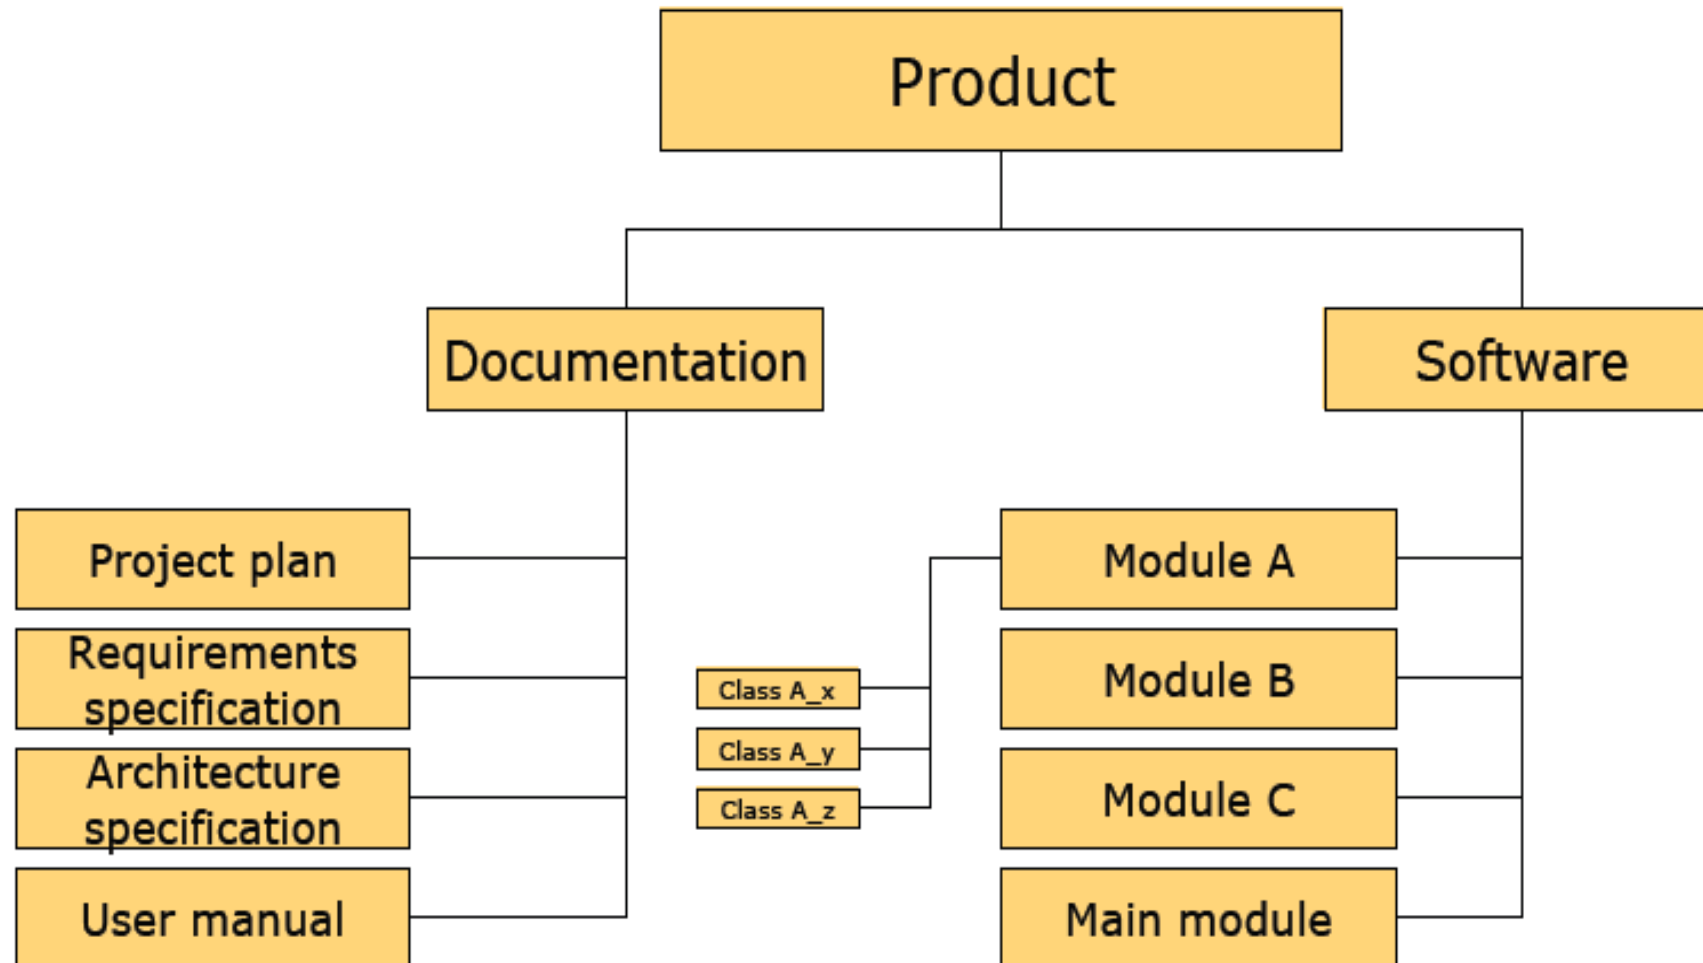 Product
Documentation
Software
Project plan
Requirements
specification
Architecture
specification
User manual
Class A_x
Class A_y
Class A_z
Module A
Module B
Module C
Main module